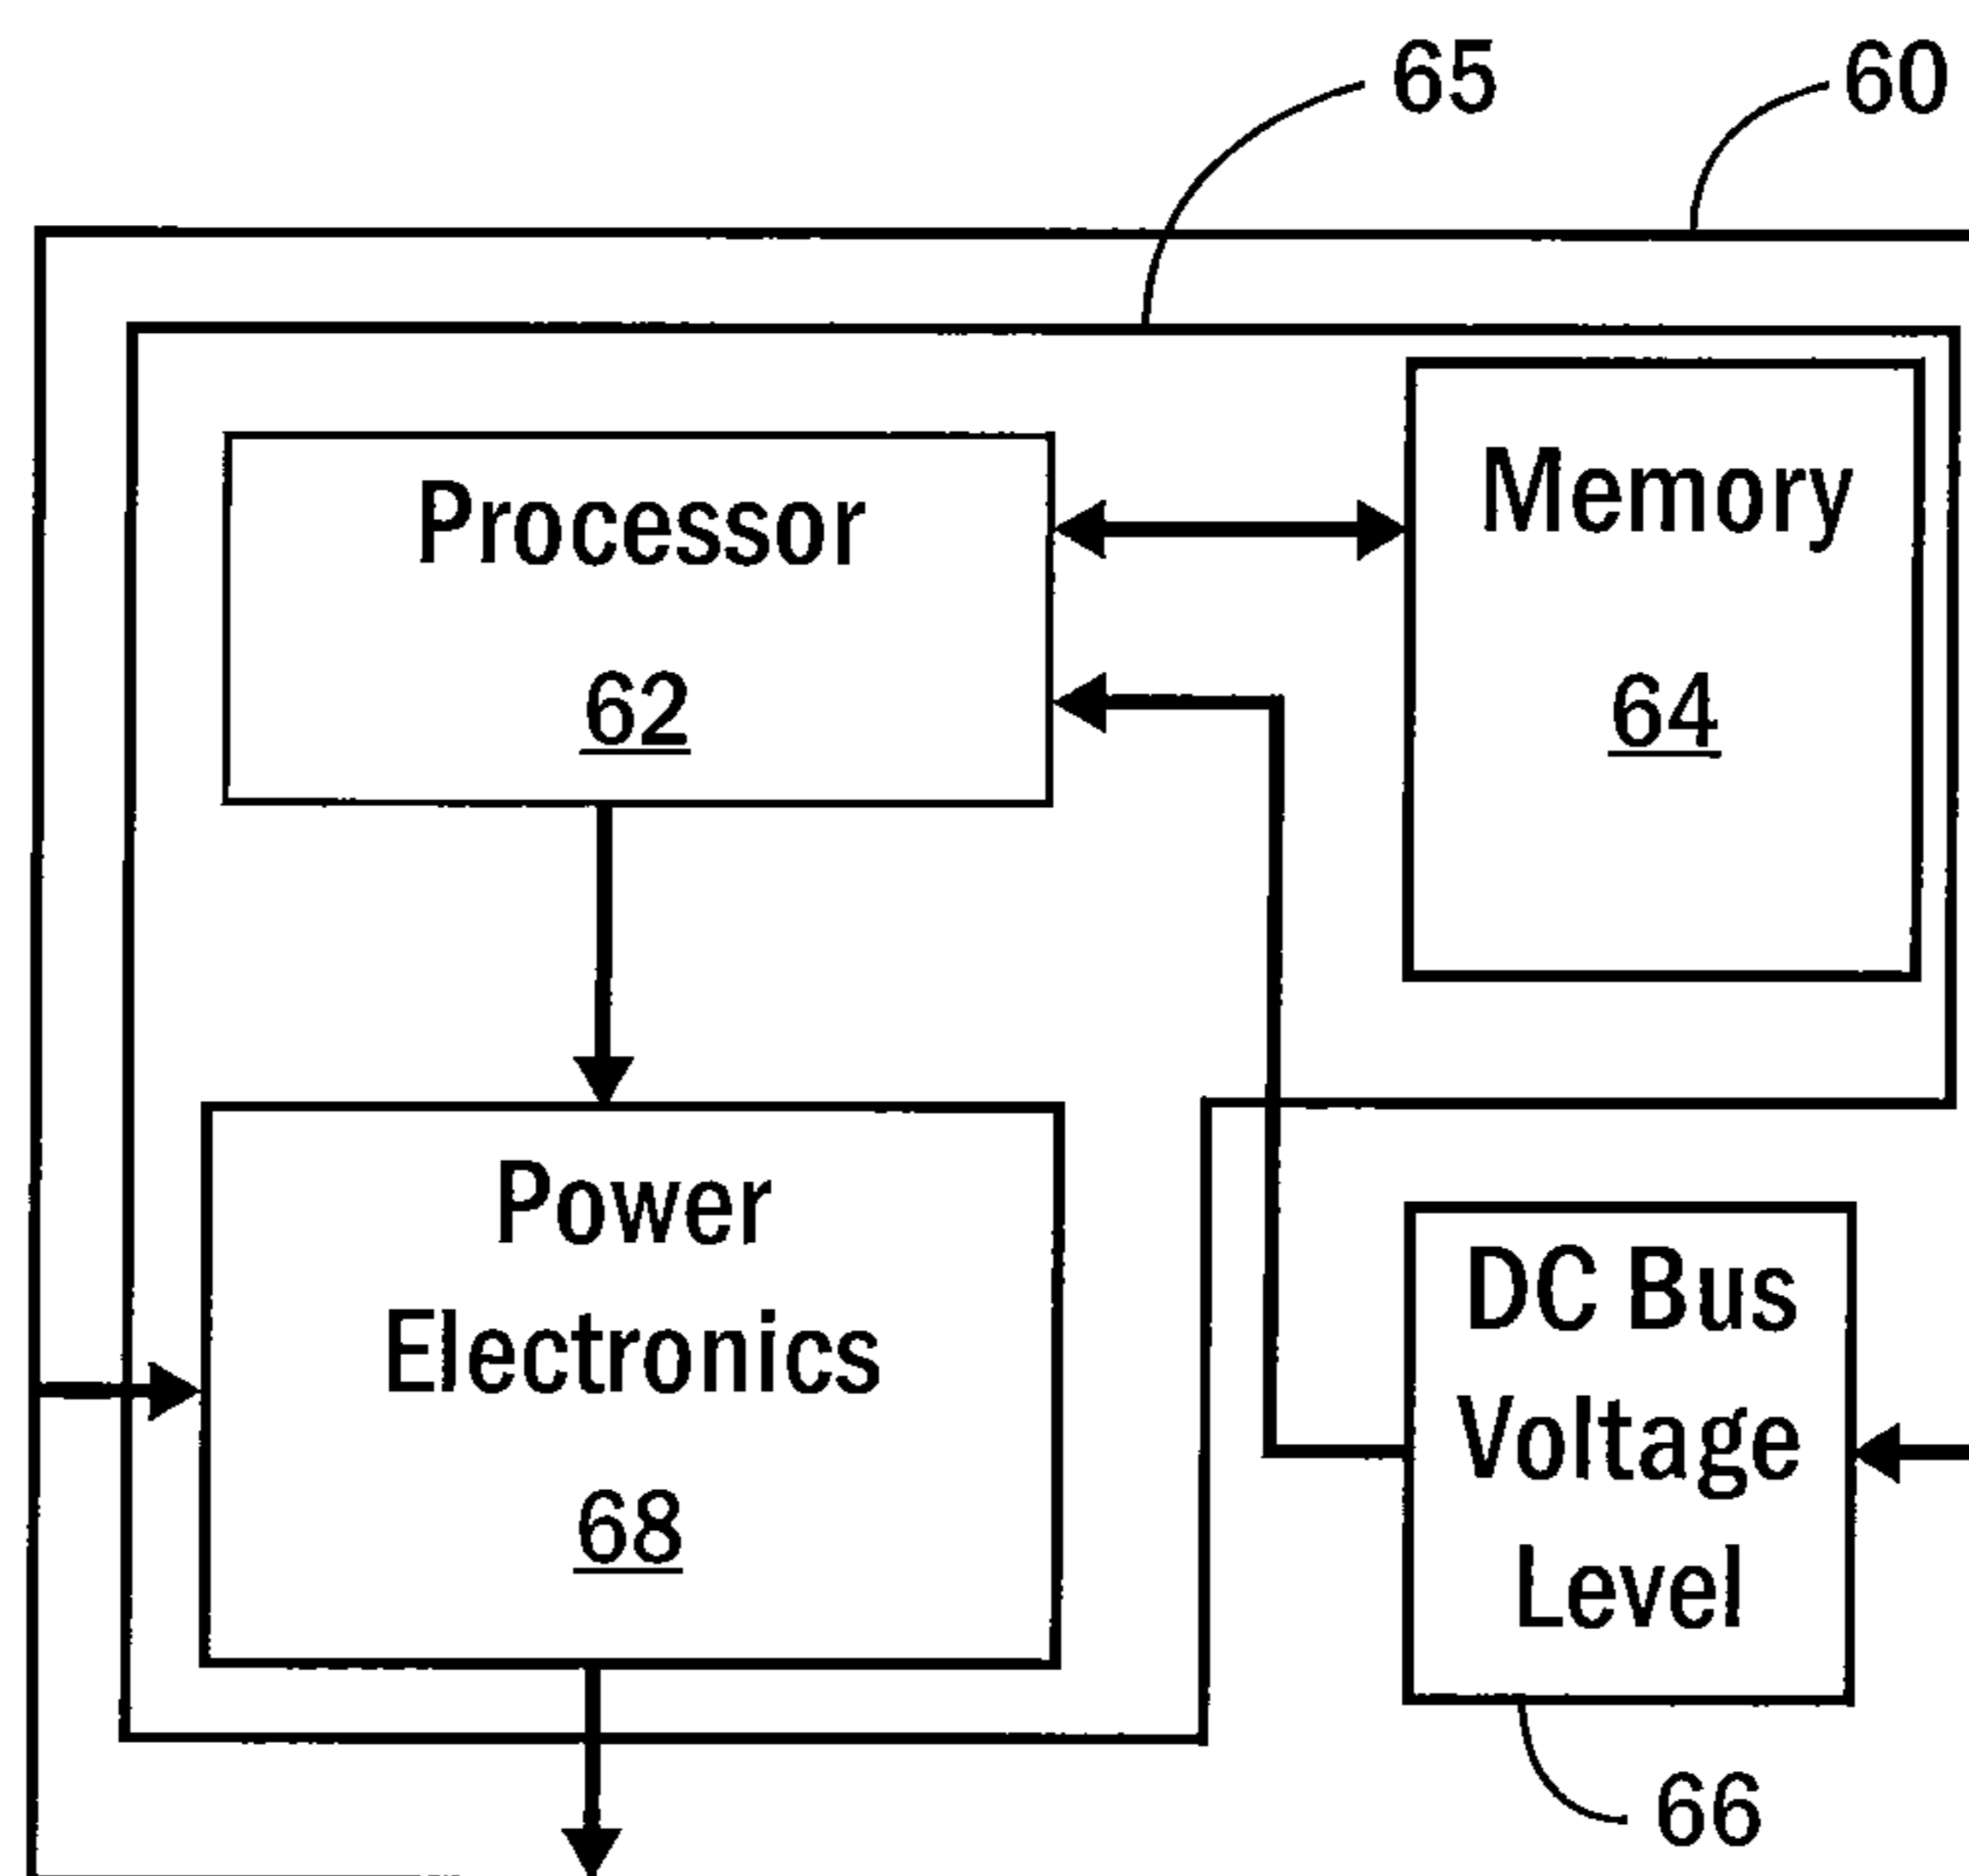 65
60
Processor
62
Memory
64
Power
Electronics
68
DC Bus
Voltage
Level
66